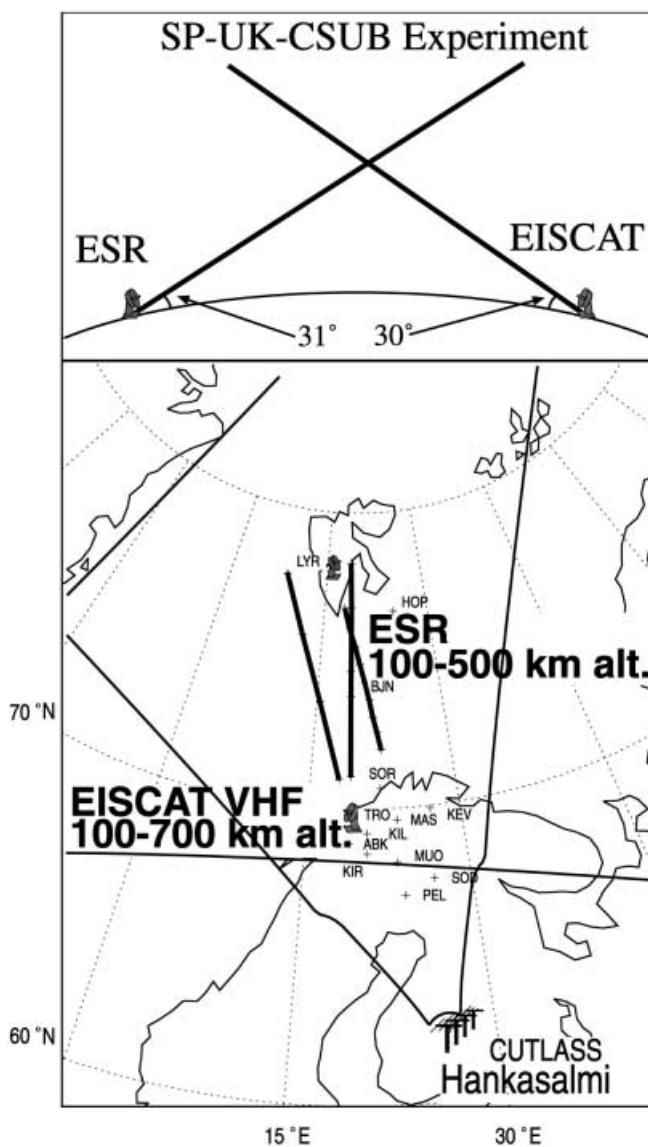 SP-UK-CSUB Experiment
ESR
EISCAT
31°
30°
LYR
HOP
ESR
100-500 km alt.
BJN
70°N
SOR
EISCAT VHF
100-700 km alt.
TRO
MAS
KEV
KIL
ABK
MUO
KIR
SOD
PEL
60°N
CUTLASS
Hankasalmi
15°E
30°E